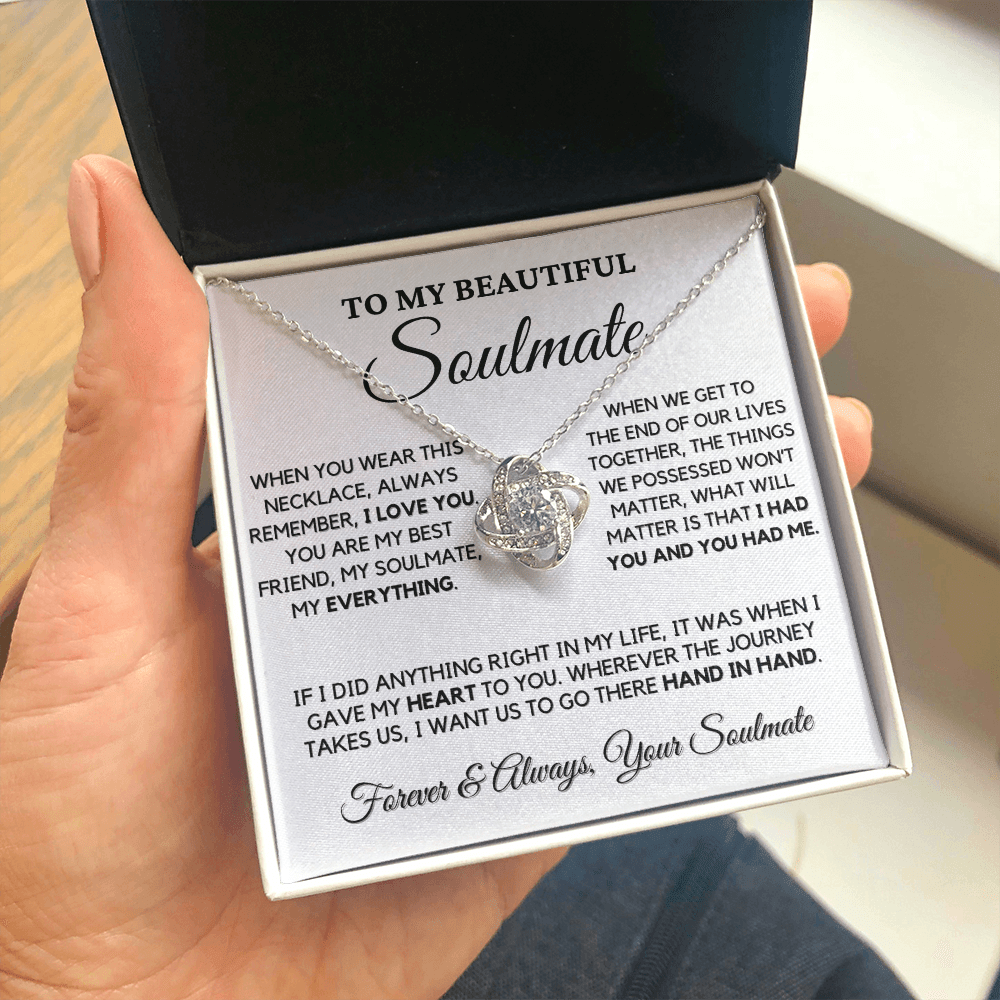 TO MY BEAUTIFUL
Soulmate
WHEN YOU WEAR THIS
NECKLACE, ALWAYS
REMEMBER, I LOVE YOU.
YOU ARE MY BEST
FRIEND, MY SOULMATE,
MY EVERYTHING.
WHEN WE GET TO
THE END OF OUR LIVES
TOGETHER, THE THINGS
WE POSSESSED WON'T
MATTER, WHAT WILL
MATTER IS THAT I HAD
YOU AND YOU HAD ME.
IF I DID ANYTHING RIGHT IN MY LIFE, IT WAS WHEN I
GAVE MY HEART TO YOU. WHEREVER THE JOURNEY
TAKES US, I WANT US TO GO THERE HAND IN HAND.
Forever & Always, Your Soulmate